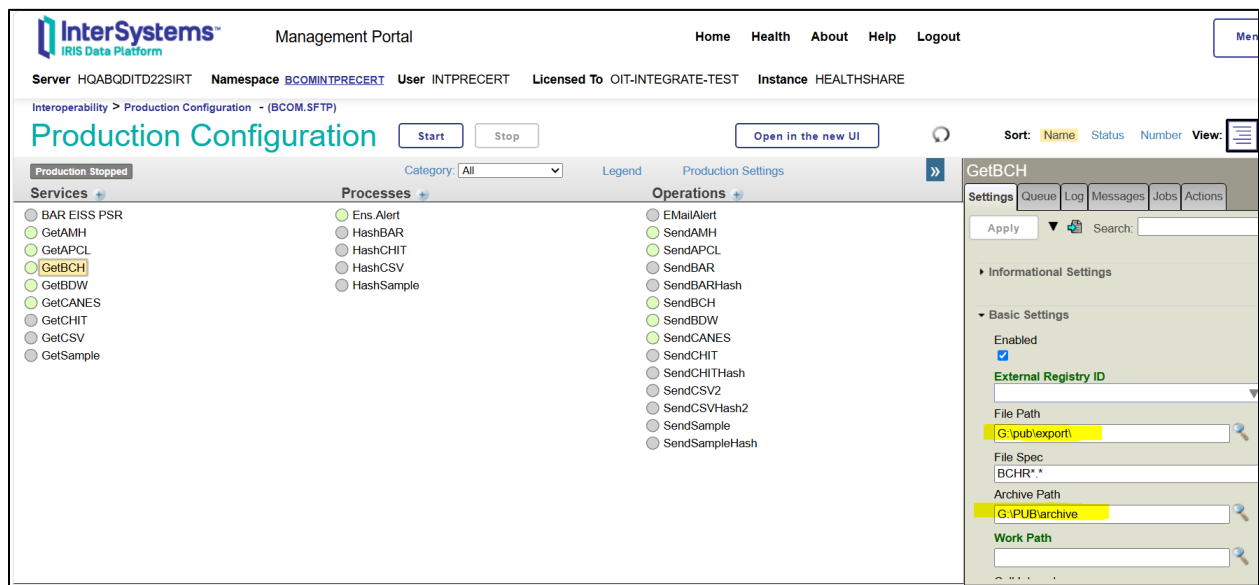 InterSystems™
IRIS Data Platform
Management Portal
Home Health About Help Logout
Server HQABQDITD22SIRT Namespace BCOMINTPRECERT User INTPRECERT Licensed To OIT-INTEGRATE-TEST Instance HEALTHSHARE
Interoperability > Production Configuration - (BCOM.SFTP)
Production Configuration Start Stop Open in the new UI Sort: Name Status Number View:
Production Stopped Category: All Legend Production Settings »
Services Processes Operations
BAR EISS PSR
GetAMH
GetAPCL
GetBCH
GetBDW
GetCANES
GetCHIT
GetCSV
GetSample
Ens.Alert
HashBAR
HashCHIT
HashCSV
HashSample
EMailAlert
SendAMH
SendAPCL
SendBAR
SendBARHash
SendBCH
SendBDW
SendCANES
SendCHIT
SendCHITHash
SendCSV2
SendCSVHash2
SendSample
SendSampleHash
GetBCH
Settings Queue Log Messages Jobs Actions
Apply Search:
Informational Settings
Basic Settings
Enabled
External Registry ID
File Path
G:\pub\export\
File Spec
BCHR*.*
Archive Path
G:\PUB\archive
Work Path